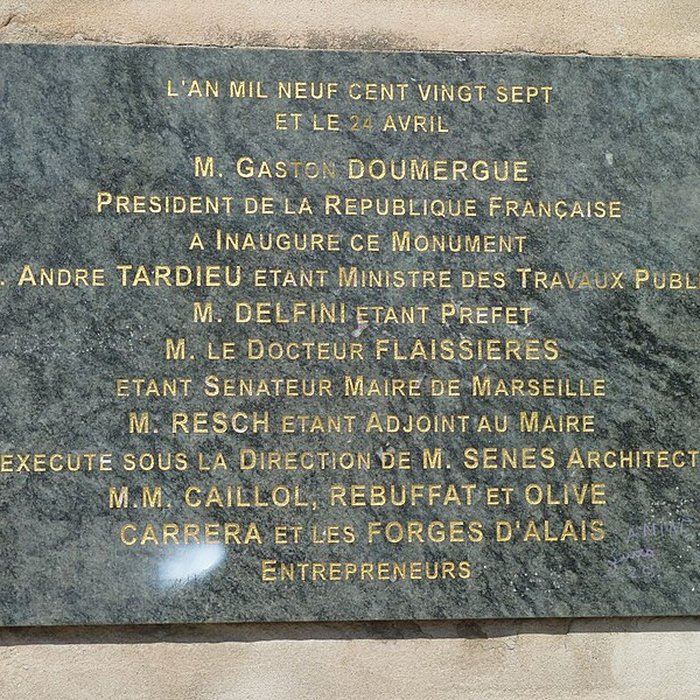 L'AN MIL NEUF CENT VINGT SEPT
ET LE 24 AVRIL
M. GASTON DOUMERGUE
PRESIDENT DE LA REPUBLIQUE FRANÇAISE
A INAUGURE CE MONUMENT
. ANDRE TARDIEU ETANT MINISTRE DES TRAVAUX PUBL
M. DELFINI ETANT PREFET
M. LE DOCTEUR FLAISSIERES
ETANT SENATEUR MAIRE DE MARSEILLE
M. RESCH ETANT ADJOINT AU MAIRE
EXECUTE SOUS LA DIRECTION DE M. SENES ARCHITECT
M.M. CAILLOL, REBUFFAT ET OLIVE
CARRERA ET LES FORGES D'ALAIS
ENTREPRENEURS